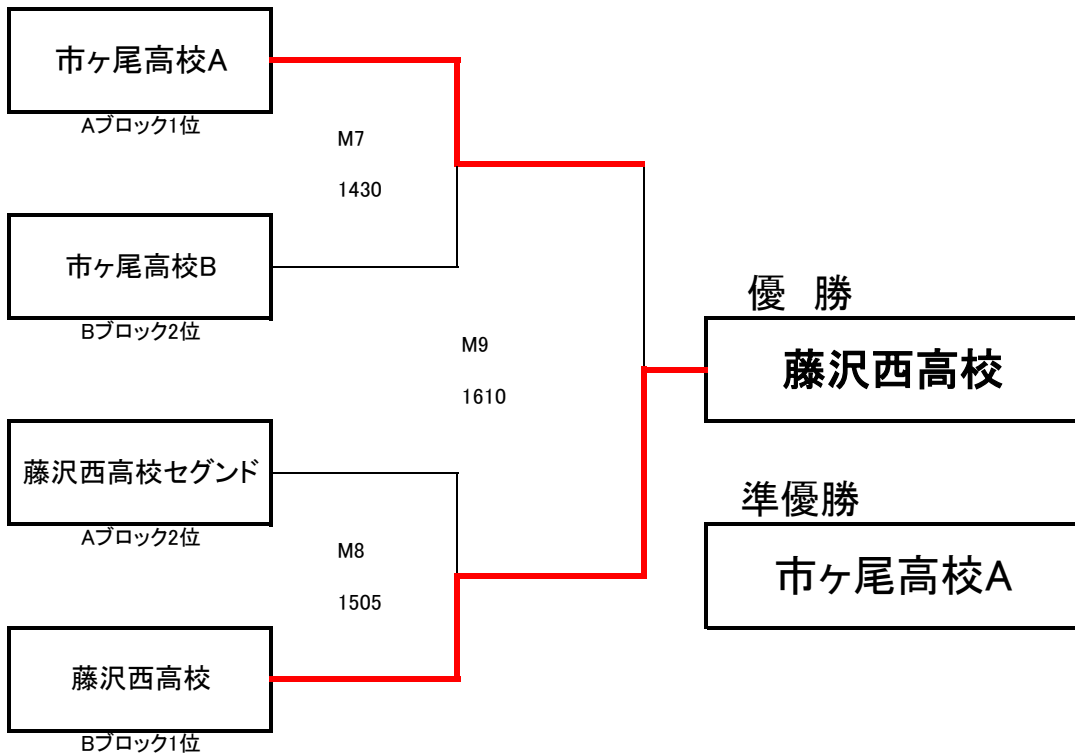 市ヶ尾高校A
Aブロック1位
M7
1430
市ヶ尾高校B
Bブロック2位
優　勝
M9
藤沢西高校
1610
藤沢西高校セグンド
Aブロック2位
準優勝
M8
市ヶ尾高校A
1505
藤沢西高校
Bブロック1位